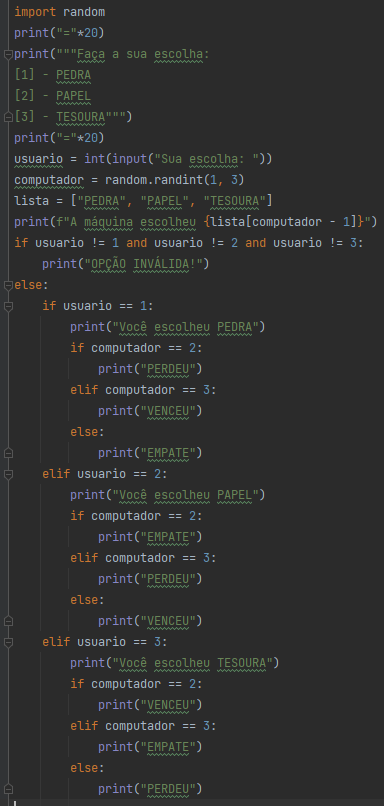 import random
print("="*20)
print("""Faça a sua escolha:
[1] - PEDRA
[2] - PAPEL
[3] - TESOURA""")
print("="*20)
usuario = int(input("Sua escolha: "))
computador = random.randint(1, 3)
lista = ["PEDRA", "PAPEL", "TESOURA"]
print(f"A máquina escolheu {lista[computador - 1]}")
if usuario != 1 and usuario != 2 and usuario != 3:
    print("OPÇÃO INVÁLIDA!")
else:
    if usuario == 1:
        print("Você escolheu PEDRA")
        if computador == 2:
            print("PERDEU")
        elif computador == 3:
            print("VENCEU")
        else:
            print("EMPATE")
    elif usuario == 2:
        print("Você escolheu PAPEL")
        if computador == 2:
            print("EMPATE")
        elif computador == 3:
            print("PERDEU")
        else:
            print("VENCEU")
    elif usuario == 3:
        print("Você escolheu TESOURA")
        if computador == 2:
            print("VENCEU")
        elif computador == 3:
            print("EMPATE")
        else:
            print("PERDEU")